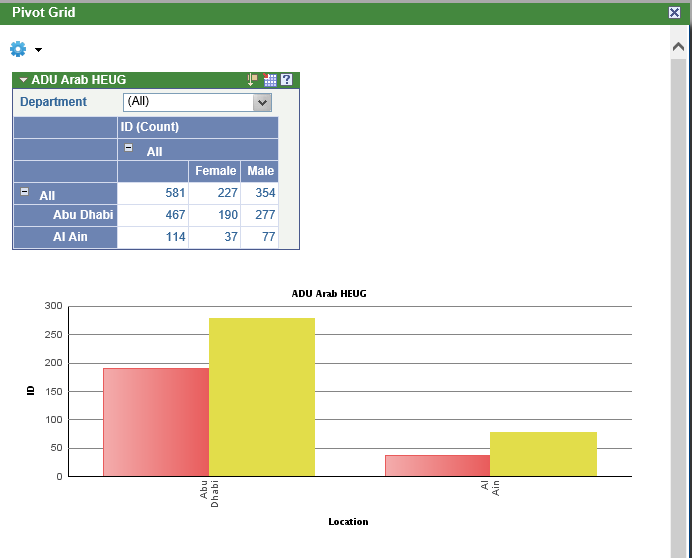 Pivot Grid
ADU Arab HEUG
Department (All)
ID (Count)
All
Female Male
All 581 227 354
Abu Dhabi 467 190 277
Al Ain 114 37 77
ADU Arab HEUG
300
250
200
150
100
50
0
ID
Abu Dhabi
Al Ain
Location